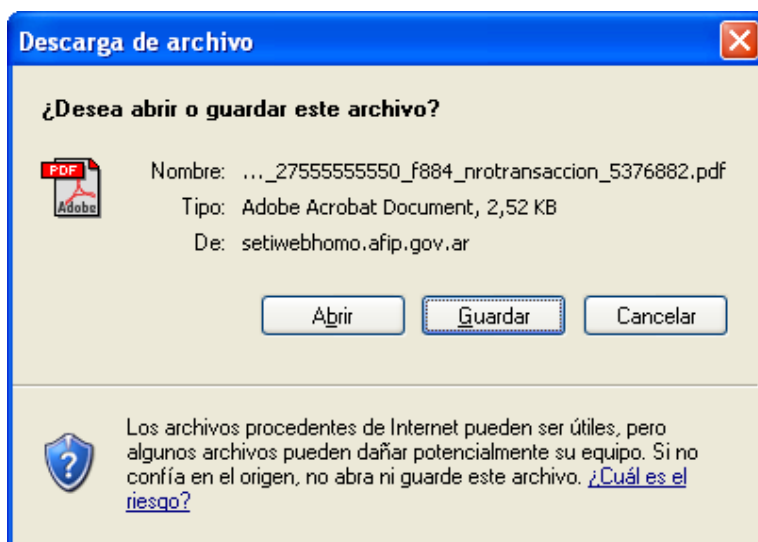 Descarga de archivo
¿Desea abrir o guardar este archivo?
PDF
Adobe
Nombre: ..._27555555550_f884_nrotransaccion_5376882.pdf
Tipo: Adobe Acrobat Document, 2,52 KB
De: setiwebhomo.afip.gov.ar
Abrir Guardar Cancelar
Los archivos procedentes de Internet pueden ser útiles, pero
algunos archivos pueden dañar potencialmente su equipo. Si no
confía en el origen, no abra ni guarde este archivo. ¿Cuál es el
riesgo?